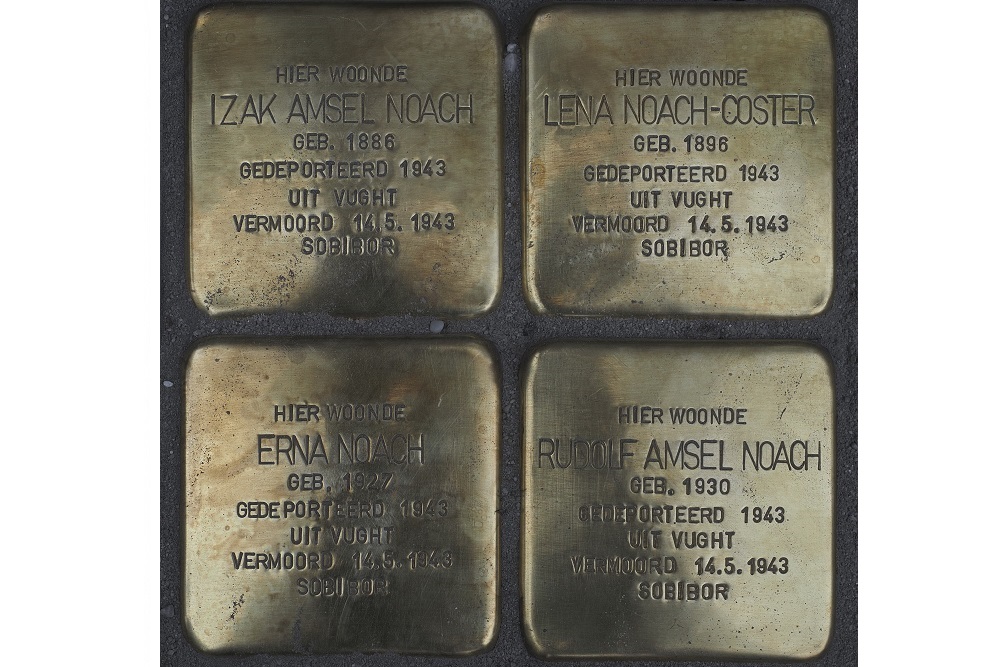 HIER WOONDE
IZAK AMSEL NOACH
GEB. 1886
GEDEPORTEERD 1943
UIT VUGHT
VERMOORD 14.5.1943
SOBIBOR
HIER WOONDE
LENA NOACH-COSTER
GEB. 1896
GEDEPORTEERD 1943
UIT VUGHT
VERMOORD 14.5.1943
SOBIBOR
HIER WOONDE
ERNA NOACH
GEB. 1927
GEDEPORTEERD 1943
UIT VUGHT
VERMOORD 14.5.1943
SOBIBOR
HIER WOONDE
RUDOLF AMSEL NOACH
GEB. 1930
GEDEPORTEERD 1943
UIT VUGHT
VERMOORD 14.5.1943
SOBIBOR